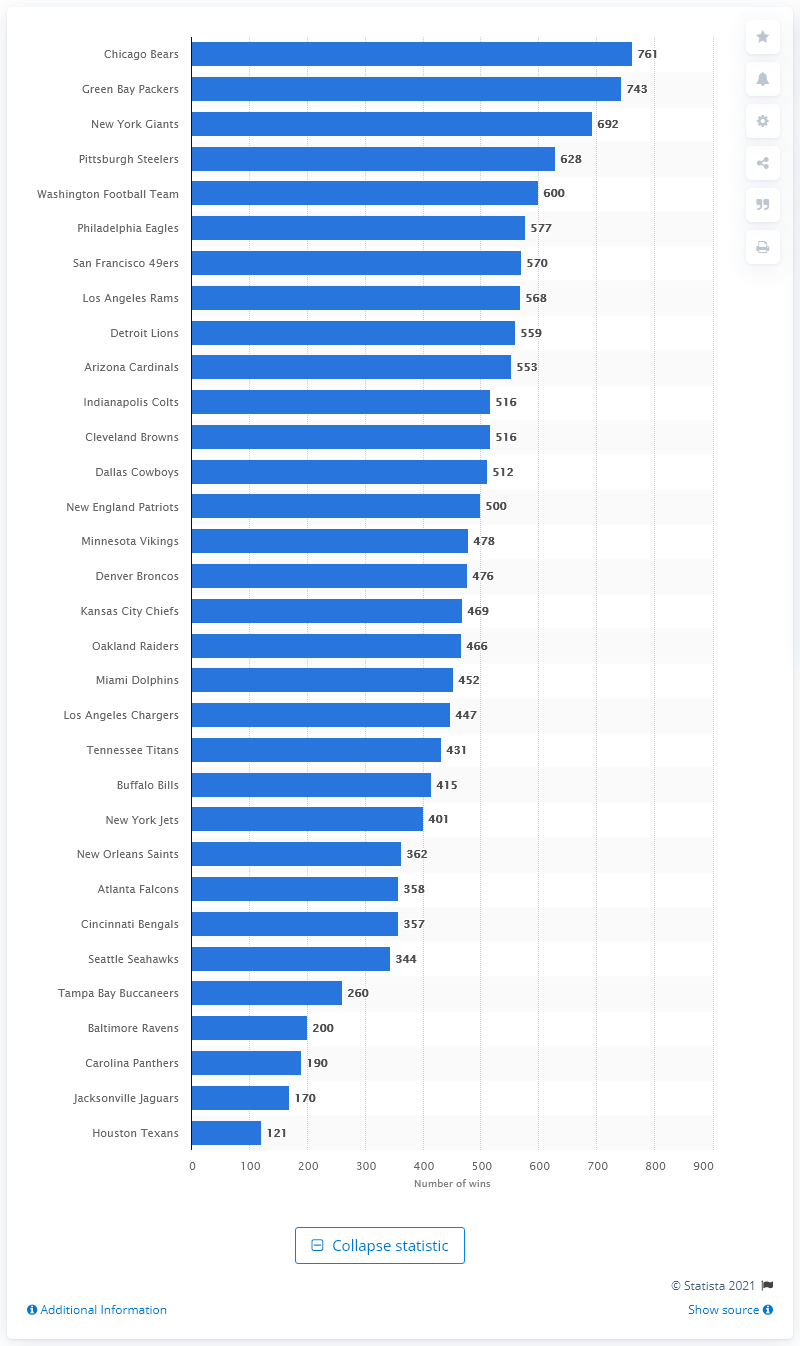 Chicago Bears 761
Green Bay Packers 743
New York Giants 692
Pittsburgh Steelers 628
Washington Football Team 600
Philadelphia Eagles 577
San Francisco 49ers 570
Los Angeles Rams 568
Detroit Lions 559
Arizona Cardinals 553
Indianapolis Colts 516
Cleveland Browns 516
Dallas Cowboys 512
New England Patriots 500
Minnesota Vikings 478
Denver Broncos 476
Kansas City Chiefs 469
Oakland Raiders 466
Miami Dolphins 452
Los Angeles Chargers 447
Tennessee Titans 431
Buffalo Bills 415
New York Jets 401
New Orleans Saints 362
Atlanta Falcons 358
Cincinnati Bengals 357
Seattle Seahawks 344
Tampa Bay Buccaneers 260
Baltimore Ravens 200
Carolina Panthers 190
Jacksonville Jaguars 170
Houston Texans 121
0 100 200 300 400 500 600 700 800 900
Number of wins
Collapse statistic
© Statista 2021
Additional Information Show source